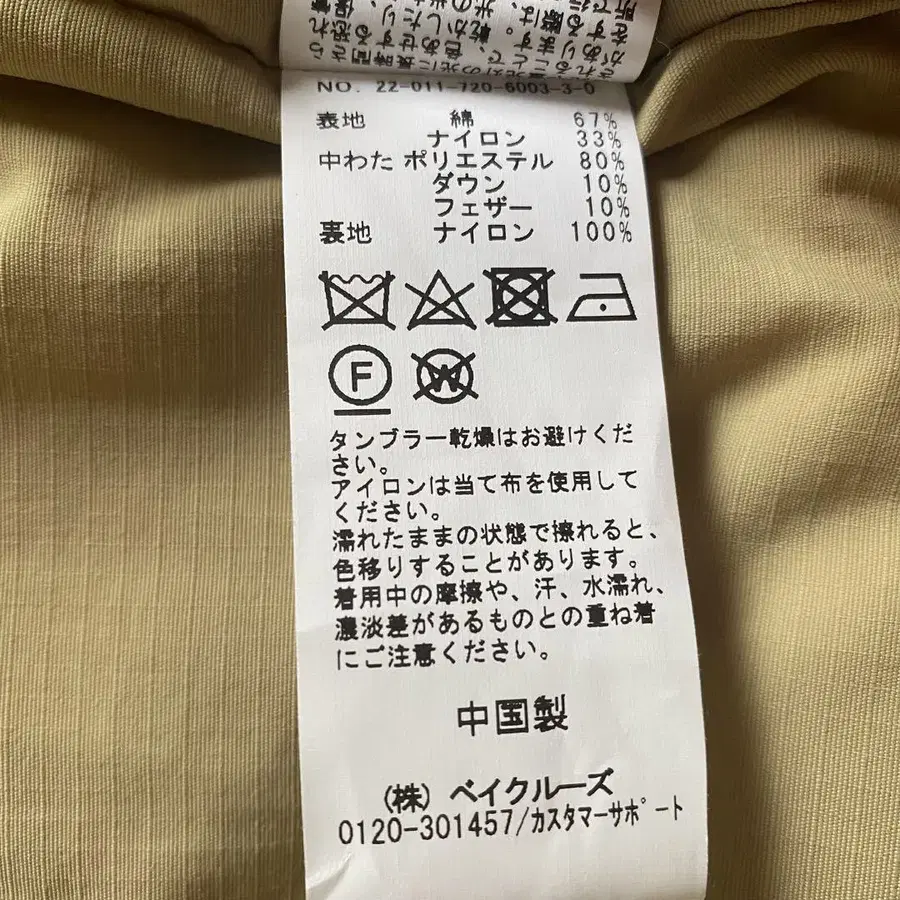 NO. 22-011-720-6003-3-0
表地 綿 67%
ナイロン 33%
中わた ポリエステル 80%
ダウン 10%
フェザー 10%
裏地 ナイロン 100%
F
W
タンブラー乾燥はお避けくだ
さい。
アイロンは当て布を使用して
ください。
濡れたままの状態で擦れると、
色移りすることがあります。
着用中の摩擦や、汗、水濡れ、
濃淡差があるものとの重ね着
にご注意ください。
中国製
(株) ベイクルーズ
0120-301457/カスタマーサポート